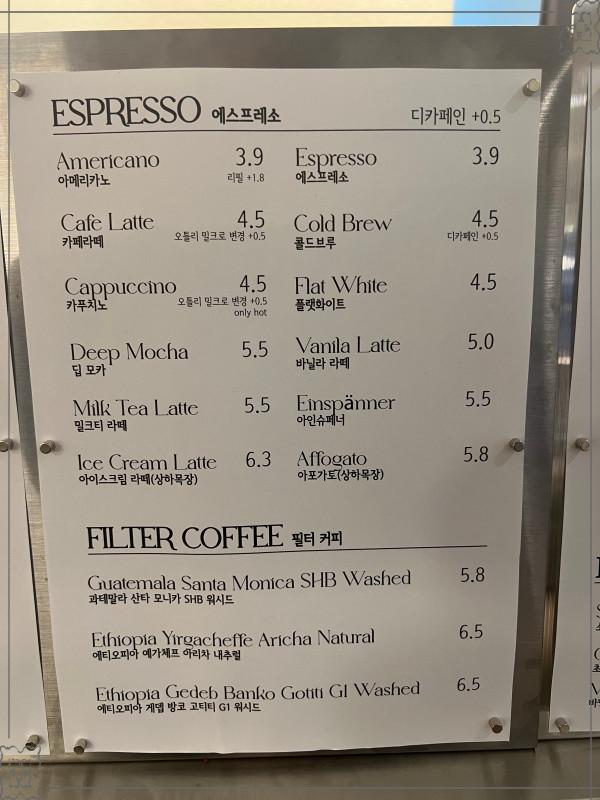 ESPRESSO 에스프레소 디카페인 +0.5
Americano 3.9
아메리카노 리필 +1.8
Espresso 3.9
에스프레소
Cafe Latte 4.5
카페라떼 오틀리 밀크로 변경 +0.5
Cold Brew 4.5
콜드브루 디카페인 +0.5
Cappuccino 4.5
카푸치노 오틀리 밀크로 변경 +0.5
only hot
Flat White 4.5
플랫화이트
Deep Mocha 5.5
딥 모카
Vanila Latte 5.0
바닐라 라떼
Milk Tea Latte 5.5
밀크티 라떼
Einspänner 5.5
아인슈페너
Ice Cream Latte 6.3
아이스크림 라떼(상하목장)
Affogato 5.8
아포가토(상하목장)
FILTER COFFEE 필터 커피
Guatemala Santa Monica SHB Washed 5.8
과테말라 산타 모니카 SHB 워시드
Ethiopia Yirgacheffe Aricha Natural 6.5
에티오피아 예가체프 아리차 내추럴
Ethiopia Gedeb Banko Gotiti G1 Washed 6.5
에티오피아 게뎁 방코 고티티 G1 워시드